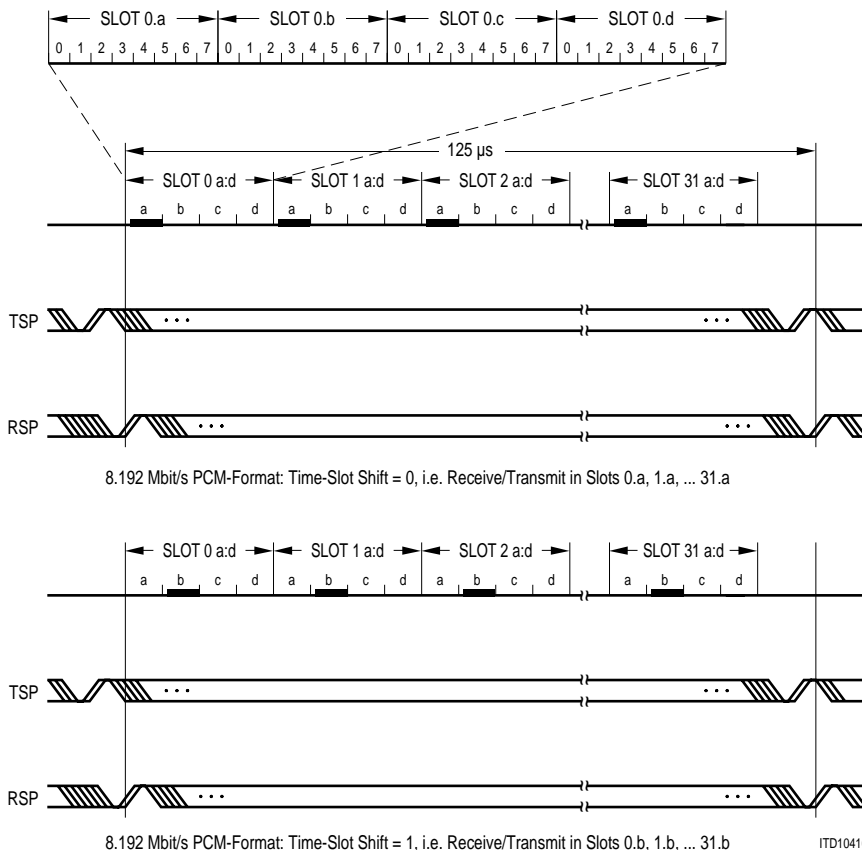 SLOT 0.a SLOT 0.b SLOT 0.c SLOT 0.d
0 1 2 3 4 5 6 7 0 1 2 3 4 5 6 7 0 1 2 3 4 5 6 7 0 1 2 3 4 5 6 7
125 µs
SLOT 0 a:d SLOT 1 a:d SLOT 2 a:d SLOT 31 a:d
a b c d a b c d a b c d a b c d
TSP
RSP
8.192 Mbit/s PCM-Format: Time-Slot Shift = 0, i.e. Receive/Transmit in Slots 0.a, 1.a, ... 31.a
SLOT 0 a:d SLOT 1 a:d SLOT 2 a:d SLOT 31 a:d
a b c d a b c d a b c d a b c d
TSP
RSP
8.192 Mbit/s PCM-Format: Time-Slot Shift = 1, i.e. Receive/Transmit in Slots 0.b, 1.b, ... 31.b
ITD1041